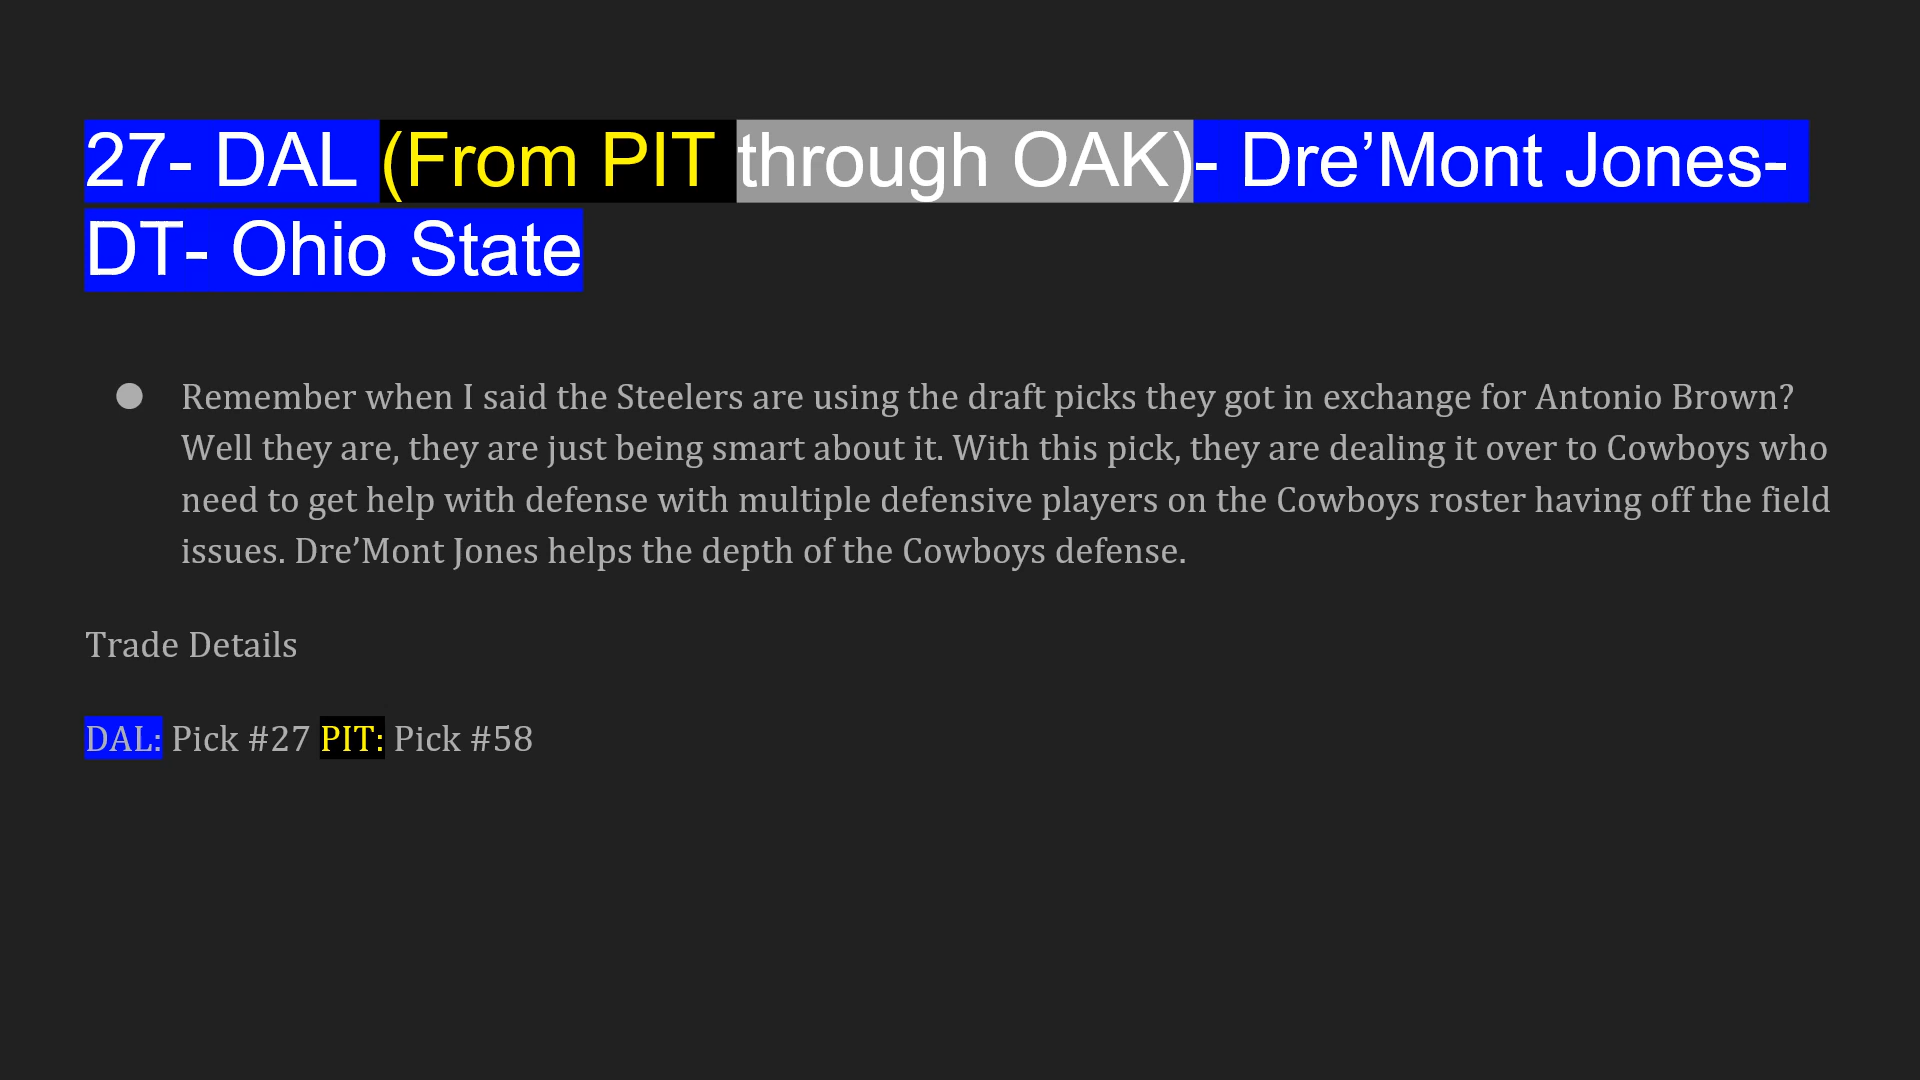 27- DAL (From PIT through OAK)- Dre’Mont Jones-
DT- Ohio State
● Remember when I said the Steelers are using the draft picks they got in exchange for Antonio Brown?
Well they are, they are just being smart about it. With this pick, they are dealing it over to Cowboys who
need to get help with defense with multiple defensive players on the Cowboys roster having off the field
issues. Dre’Mont Jones helps the depth of the Cowboys defense.
Trade Details
DAL: Pick #27 PIT: Pick #58